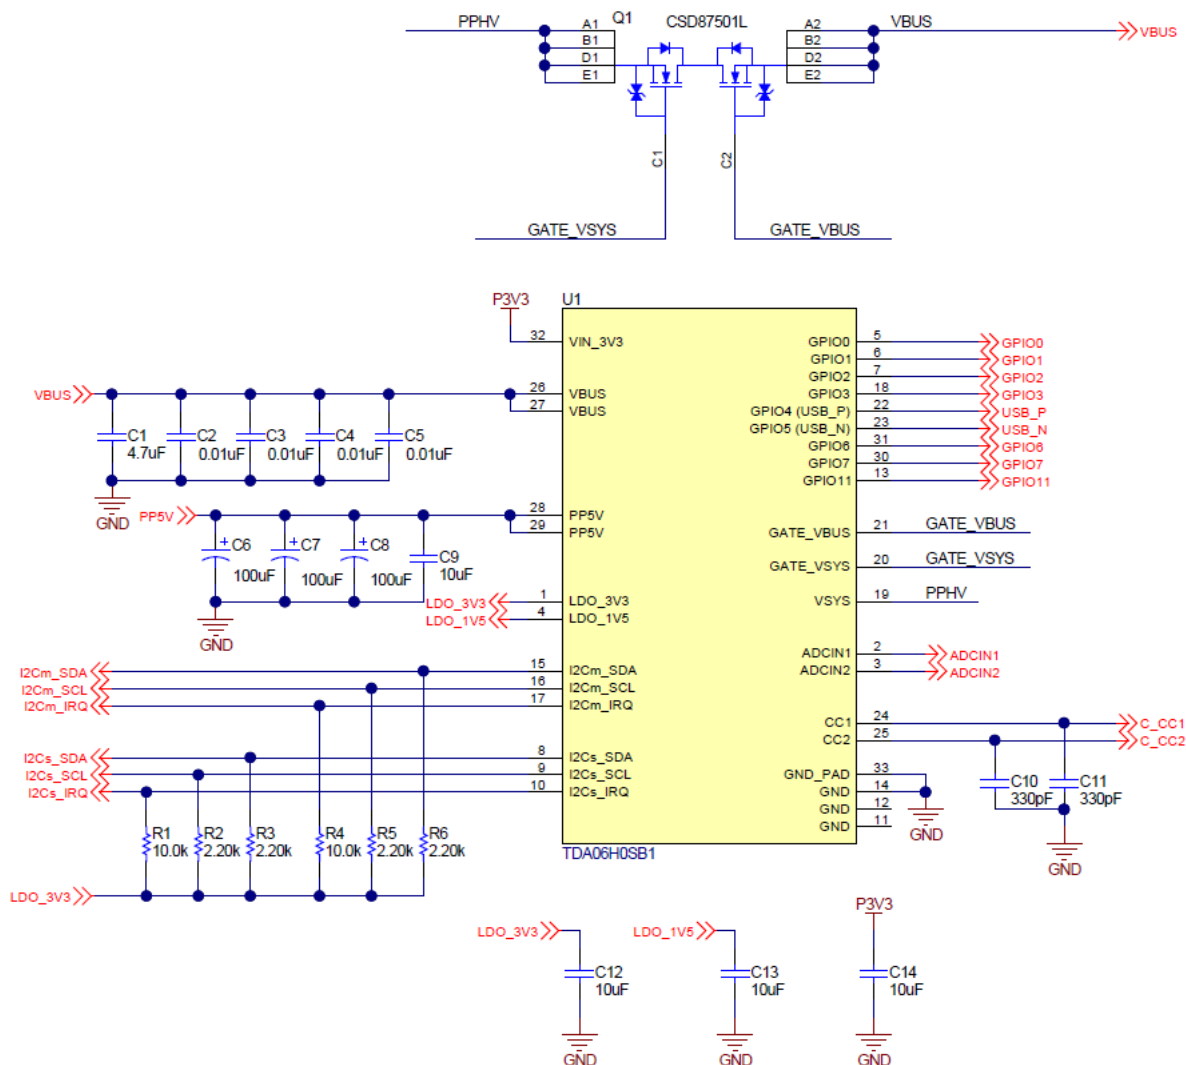 PPHV A1 Q1 CSD87501L A2 VBUS VBUS
B1 B2
D1 D2
E1 E2
C1 C2
GATE_VSYS GATE_VBUS
P3V3 U1
32 VIN_3V3 GPIO0 5 GPIO0
GPIO1 6 GPIO1
GPIO2 7 GPIO2
VBUS 26 VBUS GPIO3 18 GPIO3
27 VBUS GPIO4 (USB_P) 22 USB_P
GPIO5 (USB_N) 23 USB_N
C1 C2 C3 C4 C5 GPIO6 31 GPIO6
4.7uF 0.01uF 0.01uF 0.01uF 0.01uF GPIO7 30 GPIO7
GPIO11 13 GPIO11
GND
PP5V 28 PP5V
29 PP5V GATE_VBUS 21 GATE_VBUS
+ C6 + C7 + C8 C9
100uF 100uF 100uF 10uF GATE_VSYS 20 GATE_VSYS
LDO_3V3 1 LDO_3V3 VSYS 19 PPHV
LDO_1V5 4 LDO_1V5
GND
ADCIN1 2 ADCIN1
I2Cm_SDA 15 I2Cm_SDA ADCIN2 3 ADCIN2
I2Cm_SCL 16 I2Cm_SCL
I2Cm_IRQ 17 I2Cm_IRQ
CC1 24 C_CC1
CC2 25 C_CC2
I2Cs_SDA 8 I2Cs_SDA
I2Cs_SCL 9 I2Cs_SCL GND_PAD 33 C10 C11
I2Cs_IRQ 10 I2Cs_IRQ GND 14 330pF 330pF
GND 12
GND 11 GND
R1 R2 R3 R4 R5 R6
10.0k 2.20k 2.20k 10.0k 2.20k 2.20k
TDA06H0SB1 GND
LDO_3V3
P3V3
LDO_3V3 LDO_1V5
C12 C13 C14
10uF 10uF 10uF
GND GND GND